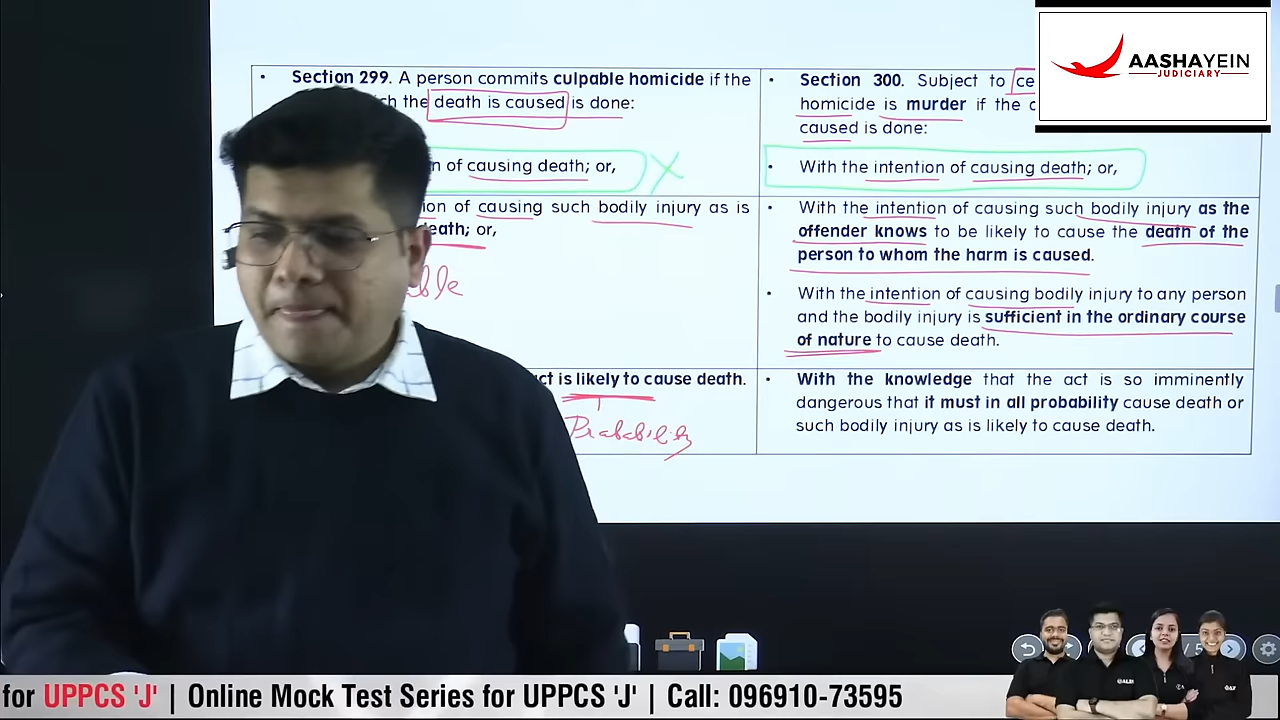 AASHAYEIN
JUDICIARY
• Section 299. A person commits culpable homicide if the
the death is caused is done:
of causing death; or,
of causing such bodily injury as is
death; or,
act is likely to cause death.
Probability
• Section 300. Subject to
homicide is murder if the
caused is done:
• With the intention of causing death; or,
• With the intention of causing such bodily injury as the
offender knows to be likely to cause the death of the
person to whom the harm is caused.
• With the intention of causing bodily injury to any person
and the bodily injury is sufficient in the ordinary course
of nature to cause death.
• With the knowledge that the act is so imminently
dangerous that it must in all probability cause death or
such bodily injury as is likely to cause death.
/ 5
for UPPCS 'J' | Online Mock Test Series for UPPCS 'J' | Call: 096910-73595